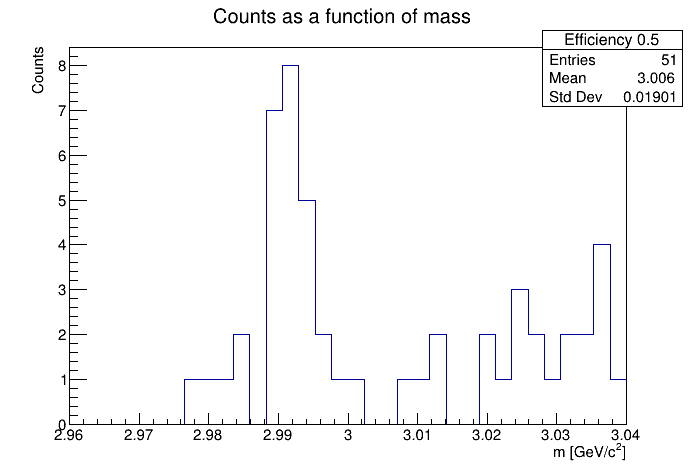 Counts as a function of mass
Efficiency 0.5
Entries 51
Mean 3.006
Std Dev 0.01901
Counts
8
7
6
5
4
3
2
1
0
2.96 2.97 2.98 2.99 3 3.01 3.02 3.03 3.04
m [GeV/c²]